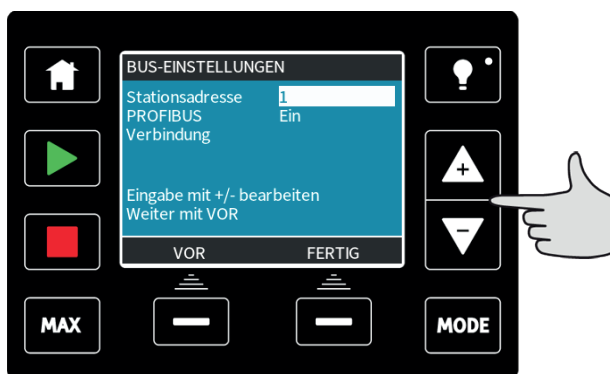 BUS-EINSTELLUNGEN
Stationsadresse 1
PROFIBUS Ein
Verbindung
Eingabe mit +/- bearbeiten
Weiter mit VOR
VOR FERTIG
+
-
MAX MODE